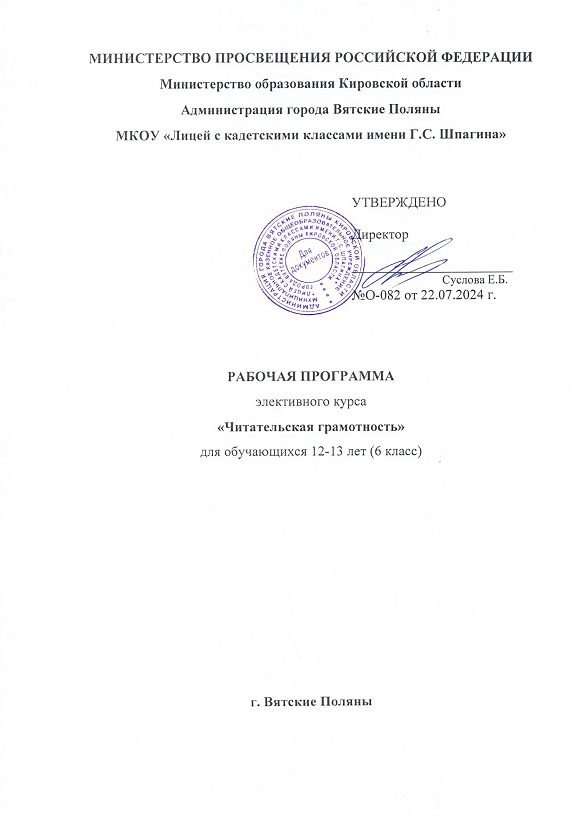 МИНИСТЕРСТВО ПРОСВЕЩЕНИЯ РОССИЙСКОЙ ФЕДЕРАЦИИ
Министерство образования Кировской области
Администрация города Вятские Поляны
МКОУ «Лицей с кадетскими классами имени Г.С. Шпагина»
УТВЕРЖДЕНО
Директор
Для
документов
Суслова Е.Б.
№О-082 от 22.07.2024 г.
РАБОЧАЯ ПРОГРАММА
элективного курса
«Читательская грамотность»
для обучающихся 12-13 лет (6 класс)
г. Вятские Поляны